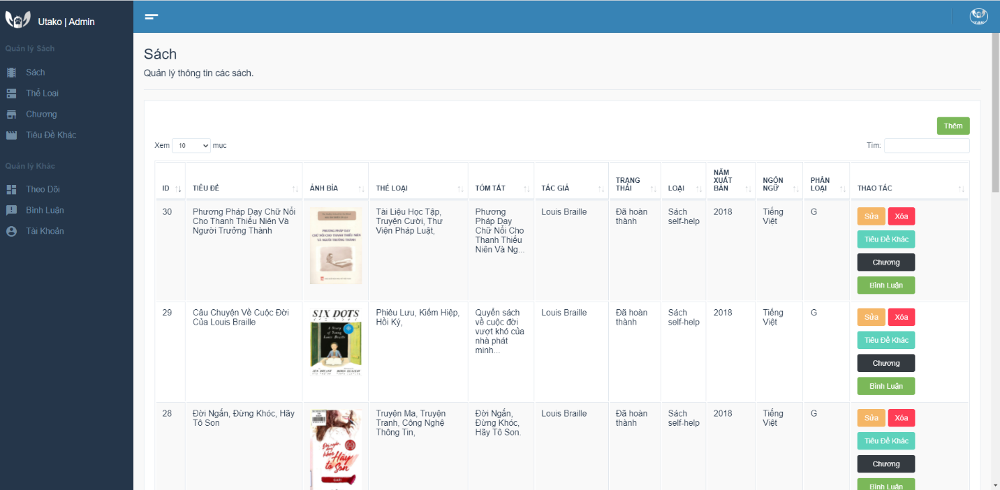 Utako | Admin
Quản lý Sách
Sách
Thể Loại
Chương
Tiêu Đề Khác
Quản lý Khác
Theo Dõi
Bình Luận
Tài Khoản
Sách
Quản lý thông tin các sách.
Thêm
Xem 10 mục
Tìm:
ID
TIÊU ĐỀ
ẢNH BÌA
THỂ LOẠI
TÓM TẮT
TÁC GIẢ
TRẠNG
THÁI
LOẠI
NĂM
XUẤT
BẢN
NGÔN
NGỮ
PHÂN
LOẠI
THAO TÁC
30
Phương Pháp Dạy Chữ Nổi
Cho Thanh Thiếu Niên Và
Người Trưởng Thành
PHƯƠNG PHÁP DẠY
CHỮ NỔI CHO THANH THIẾU NIÊN
VÀ NGƯỜI TRƯỞNG THÀNH
Tài Liệu Học Tập,
Truyện Cười, Thư
Viện Pháp Luật,
Phương
Pháp Dạy
Chữ Nổi Cho
Thanh Thiếu
Niên Và Ng...
Louis Braille
Đã hoàn
thành
Sách
self-help
2018
Tiếng
Việt
G
Sửa Xóa
Tiêu Đề Khác
Chương
Bình Luận
29
Câu Chuyện Về Cuộc Đời
Của Louis Braille
SIX DOTS
A Story of
Young
Louis Braille
JEN BRYANT
BORIS KULIKOV
Phiêu Lưu, Kiếm Hiệp,
Hồi Ký,
Quyển sách
về cuộc đời
vượt khó của
nhà phát
minh...
Louis Braille
Đã hoàn
thành
Sách
self-help
2018
Tiếng
Việt
G
Sửa Xóa
Tiêu Đề Khác
Chương
Bình Luận
28
Đời Ngắn, Đừng Khóc, Hãy
Tô Son
Đời ngắn
đừng
khóc
Hãy
tô Son
GARI
Truyện Ma, Truyện
Tranh, Công Nghệ
Thông Tin,
Đời Ngắn,
Đừng Khóc,
Hãy Tô Son.
Louis Braille
Đã hoàn
thành
Sách
self-help
2018
Tiếng
Việt
G
Sửa Xóa
Tiêu Đề Khác
Chương
Bình Luận